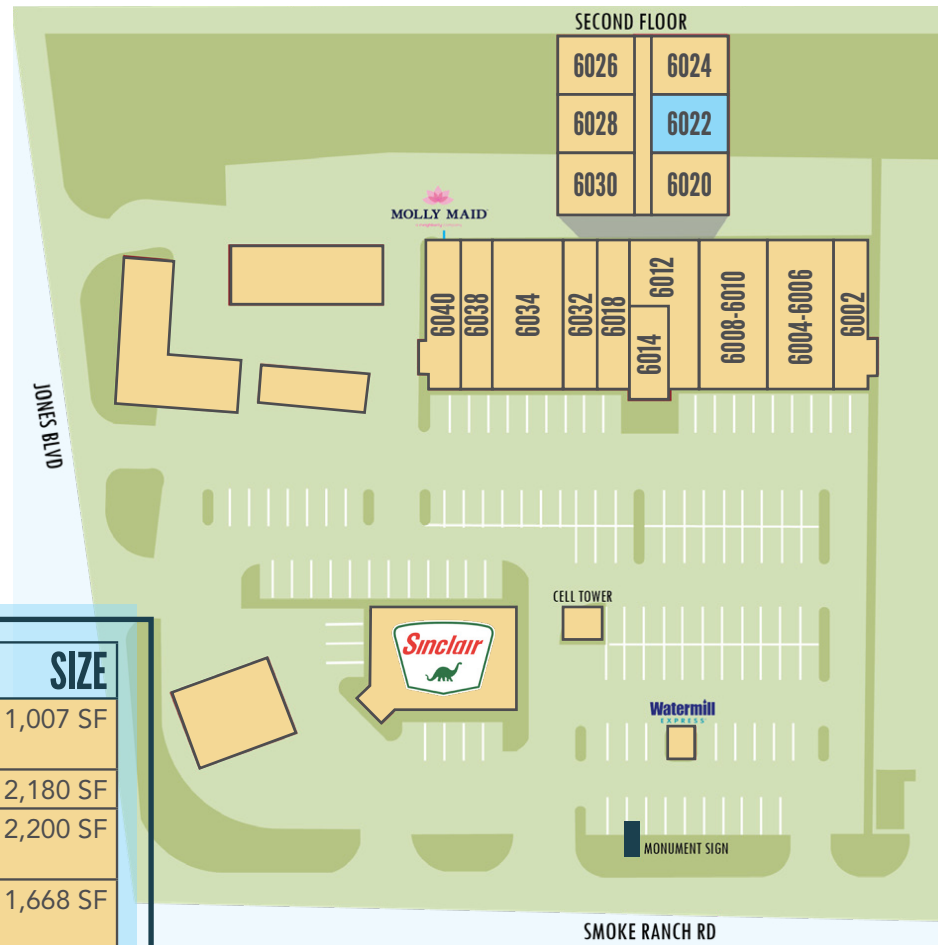 SECOND FLOOR
6026
6024
6028
6022
6030
6020
MOLLY MAID
6040
6038
6034
6032
6018
6012
6014
6008-6010
6004-6006
6002
JONES BLVD
CELL TOWER
Sinclair
Watermill
EXPRESS
MONUMENT SIGN
SMOKE RANCH RD
SIZE
1,007 SF
2,180 SF
2,200 SF
1,668 SF